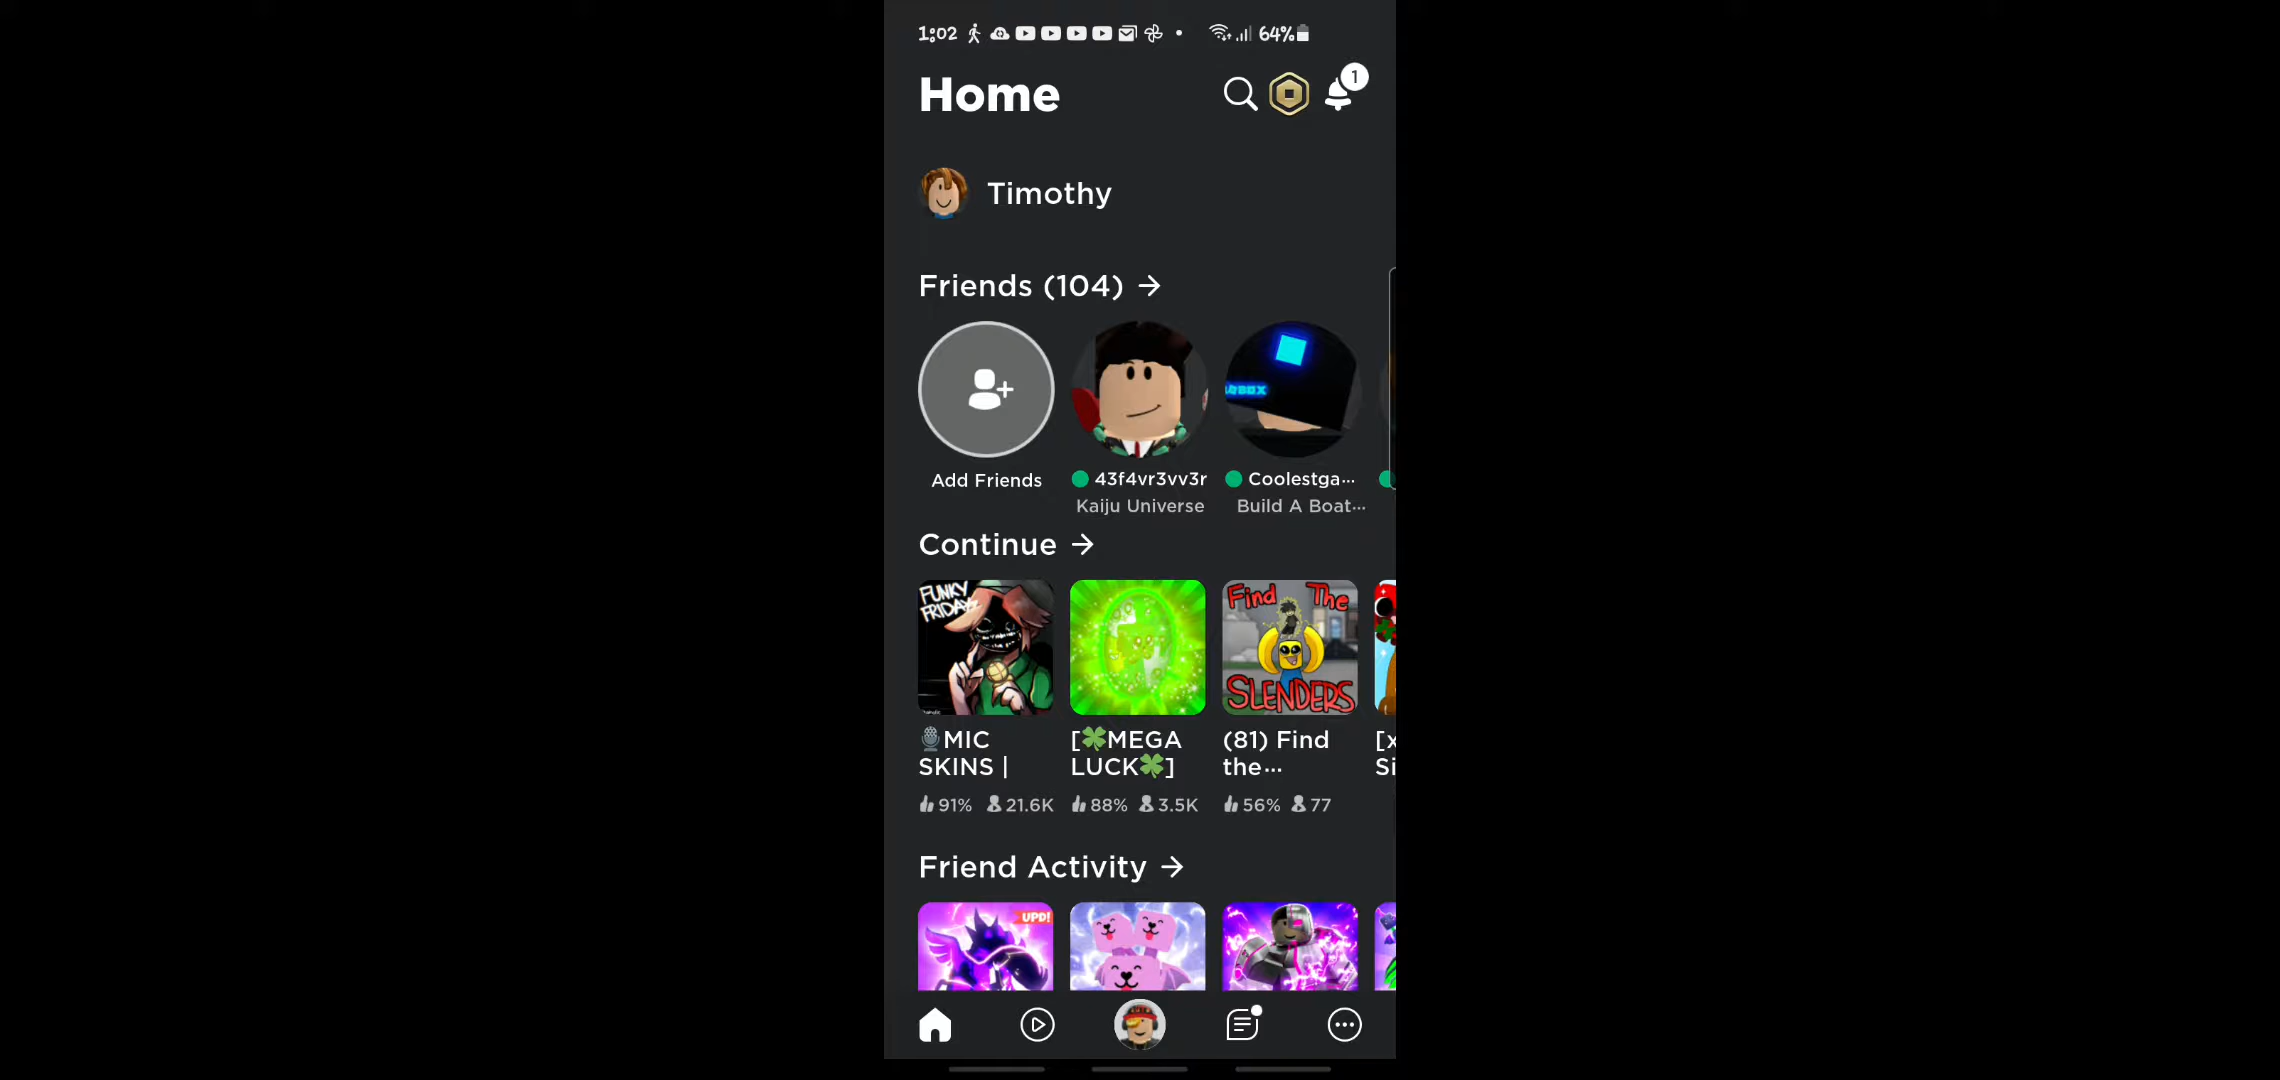 1:02
64%
Home
1
Timothy
Friends (104)
Add Friends
43f4vr3vv3r
Coolestga...
Kaiju Universe
Build A Boat...
Continue
FUNKY
FRIDAY
Find The
SLENDERS
🎙MIC
SKINS |
[🍀MEGA
LUCK🍀]
(81) Find
the...
[x
Si
91% 21.6K
88% 3.5K
56% 77
Friend Activity
UPD!